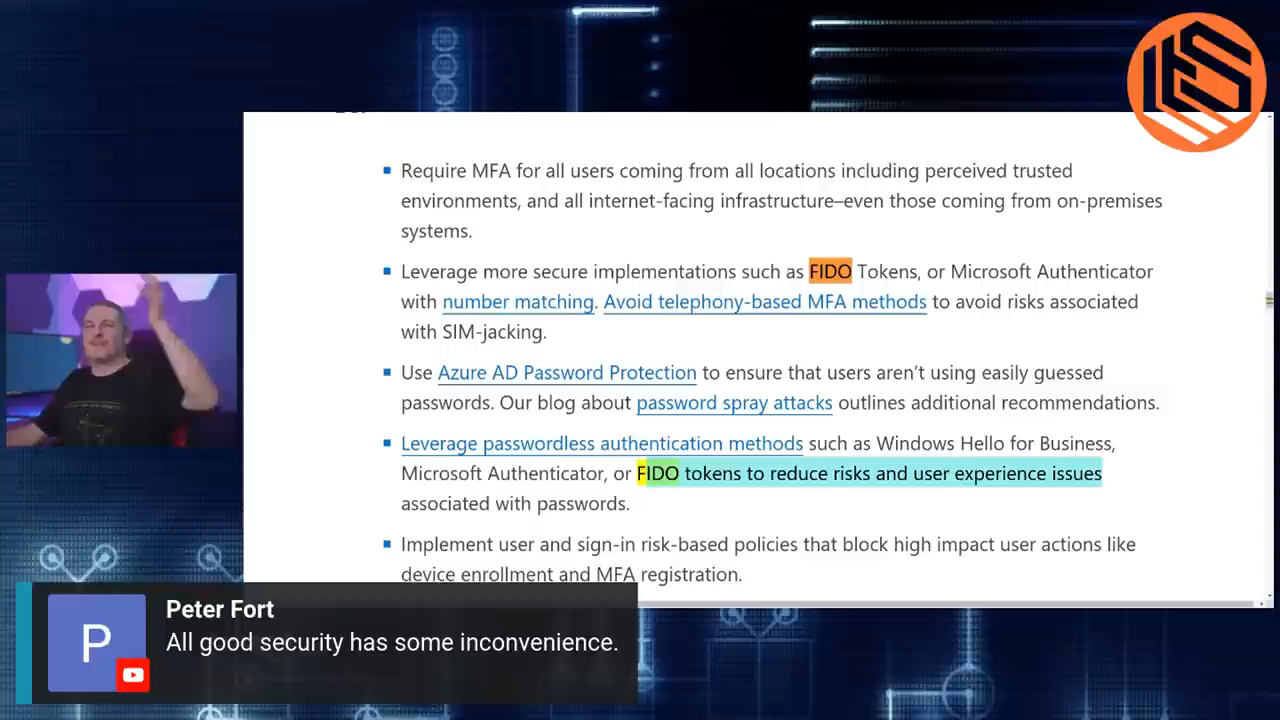 Require MFA for all users coming from all locations including perceived trusted
environments, and all internet-facing infrastructure–even those coming from on-premises
systems.
Leverage more secure implementations such as FIDO Tokens, or Microsoft Authenticator
with number matching. Avoid telephony-based MFA methods to avoid risks associated
with SIM-jacking.
Use Azure AD Password Protection to ensure that users aren’t using easily guessed
passwords. Our blog about password spray attacks outlines additional recommendations.
Leverage passwordless authentication methods such as Windows Hello for Business,
Microsoft Authenticator, or FIDO tokens to reduce risks and user experience issues
associated with passwords.
Implement user and sign-in risk-based policies that block high impact user actions like
device enrollment and MFA registration.
P
Peter Fort
All good security has some inconvenience.